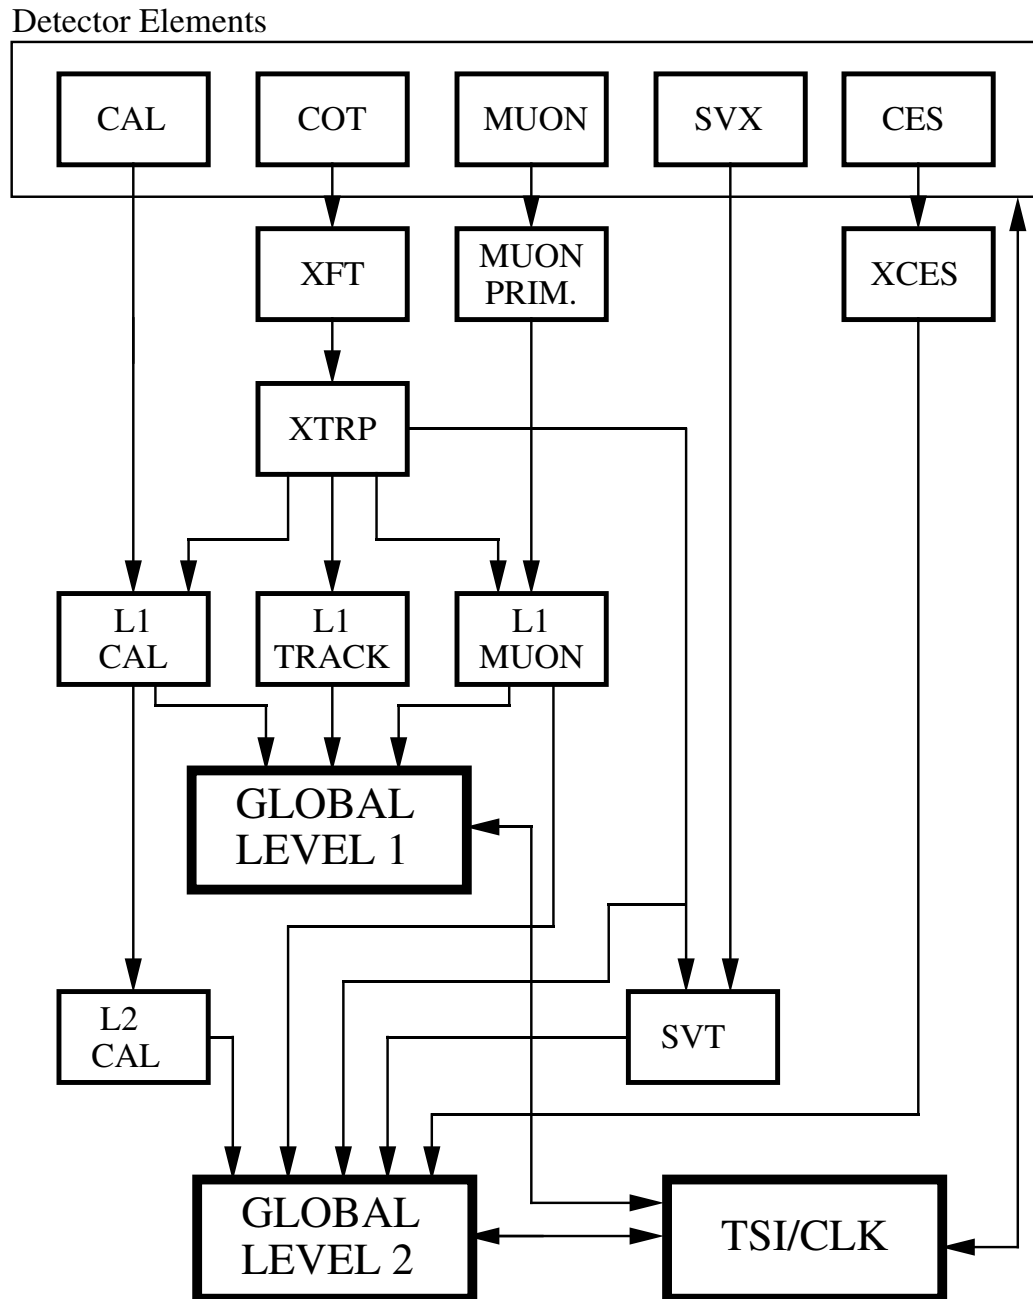 Detector Elements
CAL
COT
MUON
SVX
CES
XFT
MUON
PRIM.
XCES
XTRP
L1
CAL
L1
TRACK
L1
MUON
GLOBAL
LEVEL 1
L2
CAL
SVT
GLOBAL
LEVEL 2
TSI/CLK